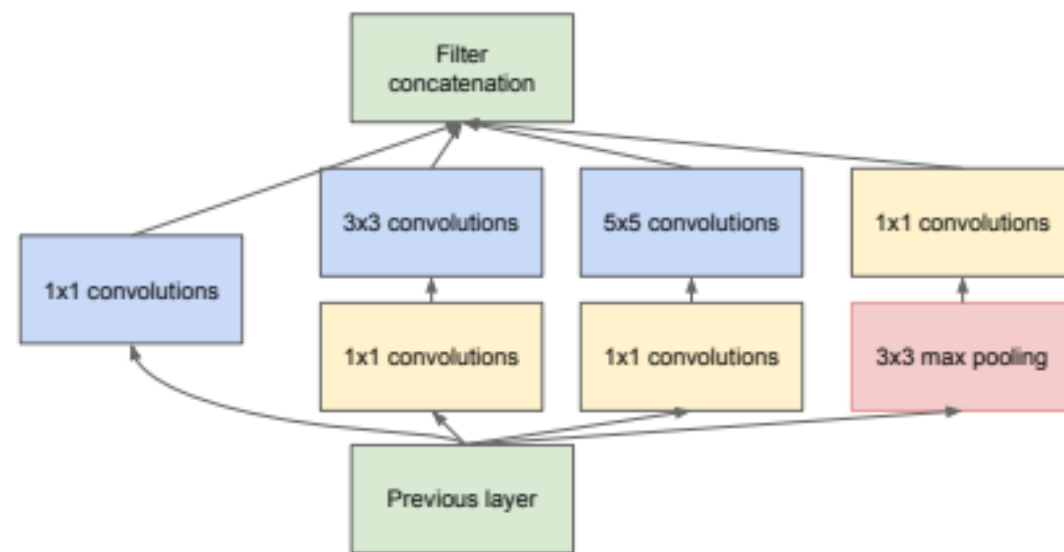 Filter
concatenation
3x3 convolutions
5x5 convolutions
1x1 convolutions
1x1 convolutions
1x1 convolutions
1x1 convolutions
3x3 max pooling
Previous layer